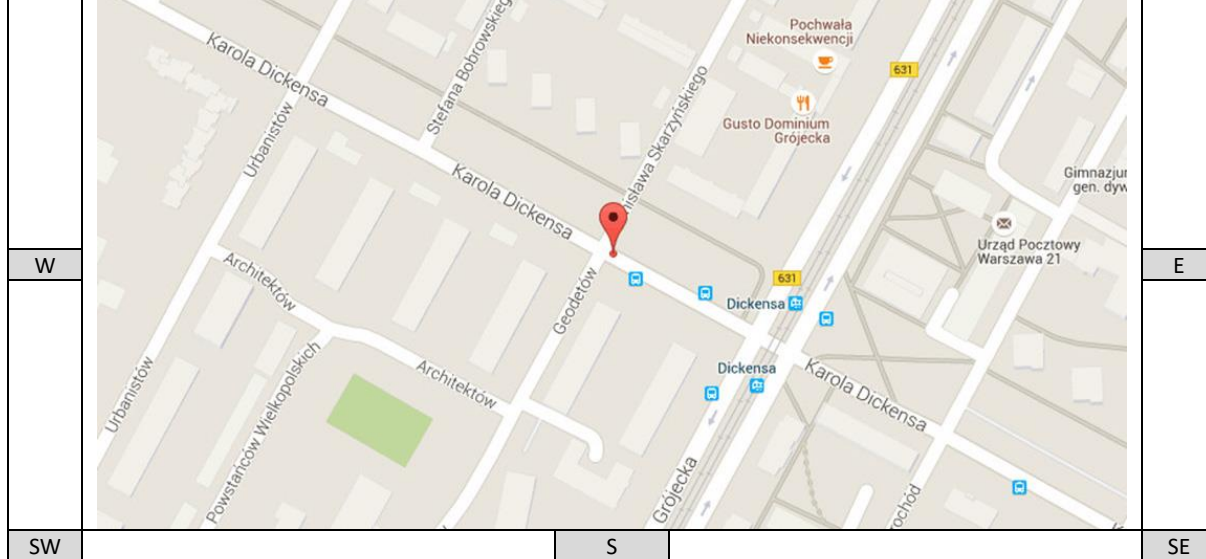 Pochwała
Niekonsekwencji
Karola Dickensa
Stefana Bobrowskiego
631
Gusto Dominium
Grójecka
Urbanistów
Skarżyńskiego
Gimnazjum
gen. dyw
Karola Dickensa
Urząd Pocztowy
Warszawa 21
W
E
Architektów
Geodetów
631
Dickensa
Dickensa
Karola Dickensa
Architektów
Urbanistów
Powstańców Wielkopolskich
Grójecka
SW
S
SE